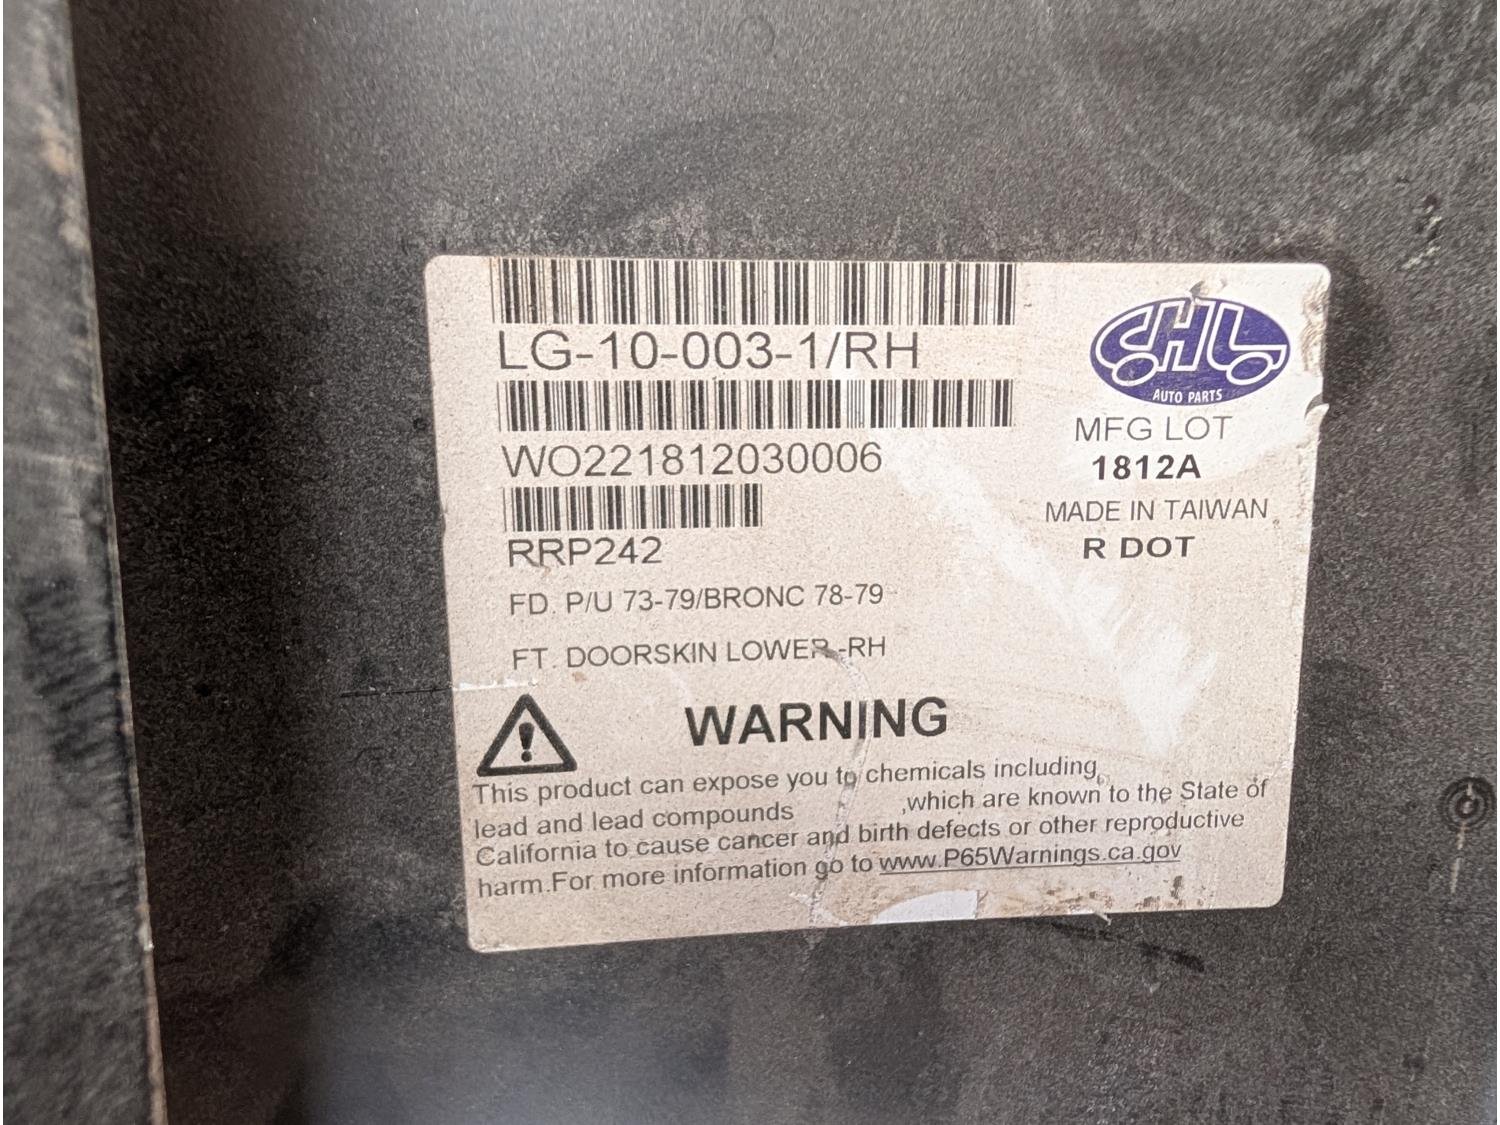 LG-10-003-1/RH
WO221812030006
RRP242
FD. P/U 73-79/BRONC 78-79
FT. DOORSKIN LOWER.-RH
CHL
AUTO PARTS
MFG LOT
1812A
MADE IN TAIWAN
R DOT
WARNING
This product can expose you to chemicals including,
lead and lead compounds ,which are known to the State of
California to cause cancer and birth defects or other reproductive
harm.For more information go to www.P65Warnings.ca.gov